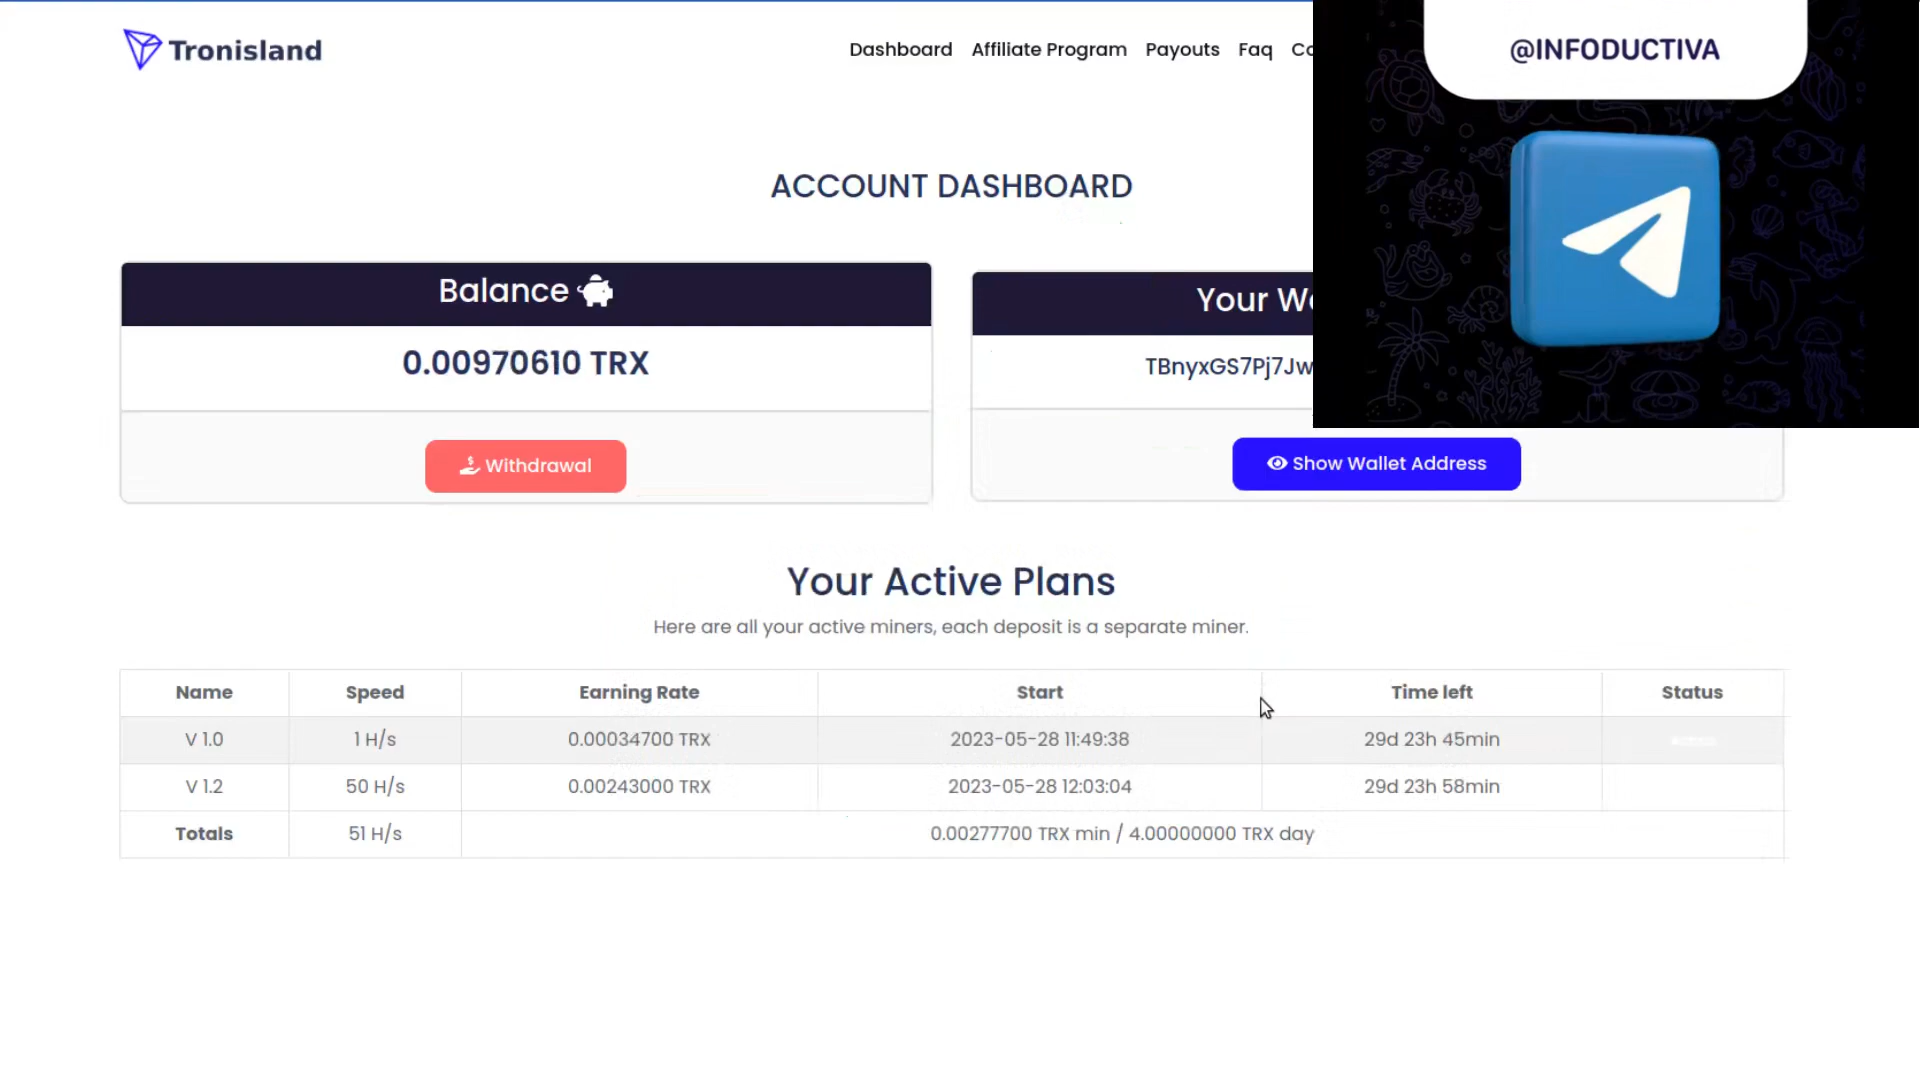 Tronisland
Dashboard Affiliate Program Payouts Faq
@INFODUCTIVA
ACCOUNT DASHBOARD
Balance
0.00970610 TRX
Withdrawal
Your
TBnyxGS7Pj7Jw
Show Wallet Address
Your Active Plans
Here are all your active miners, each deposit is a separate miner.
Name Speed Earning Rate Start Time left Status
V 1.0 1 H/s 0.00034700 TRX 2023-05-28 11:49:38 29d 23h 45min
V 1.2 50 H/s 0.00243000 TRX 2023-05-28 12:03:04 29d 23h 58min
Totals 51 H/s 0.00277700 TRX min / 4.00000000 TRX day